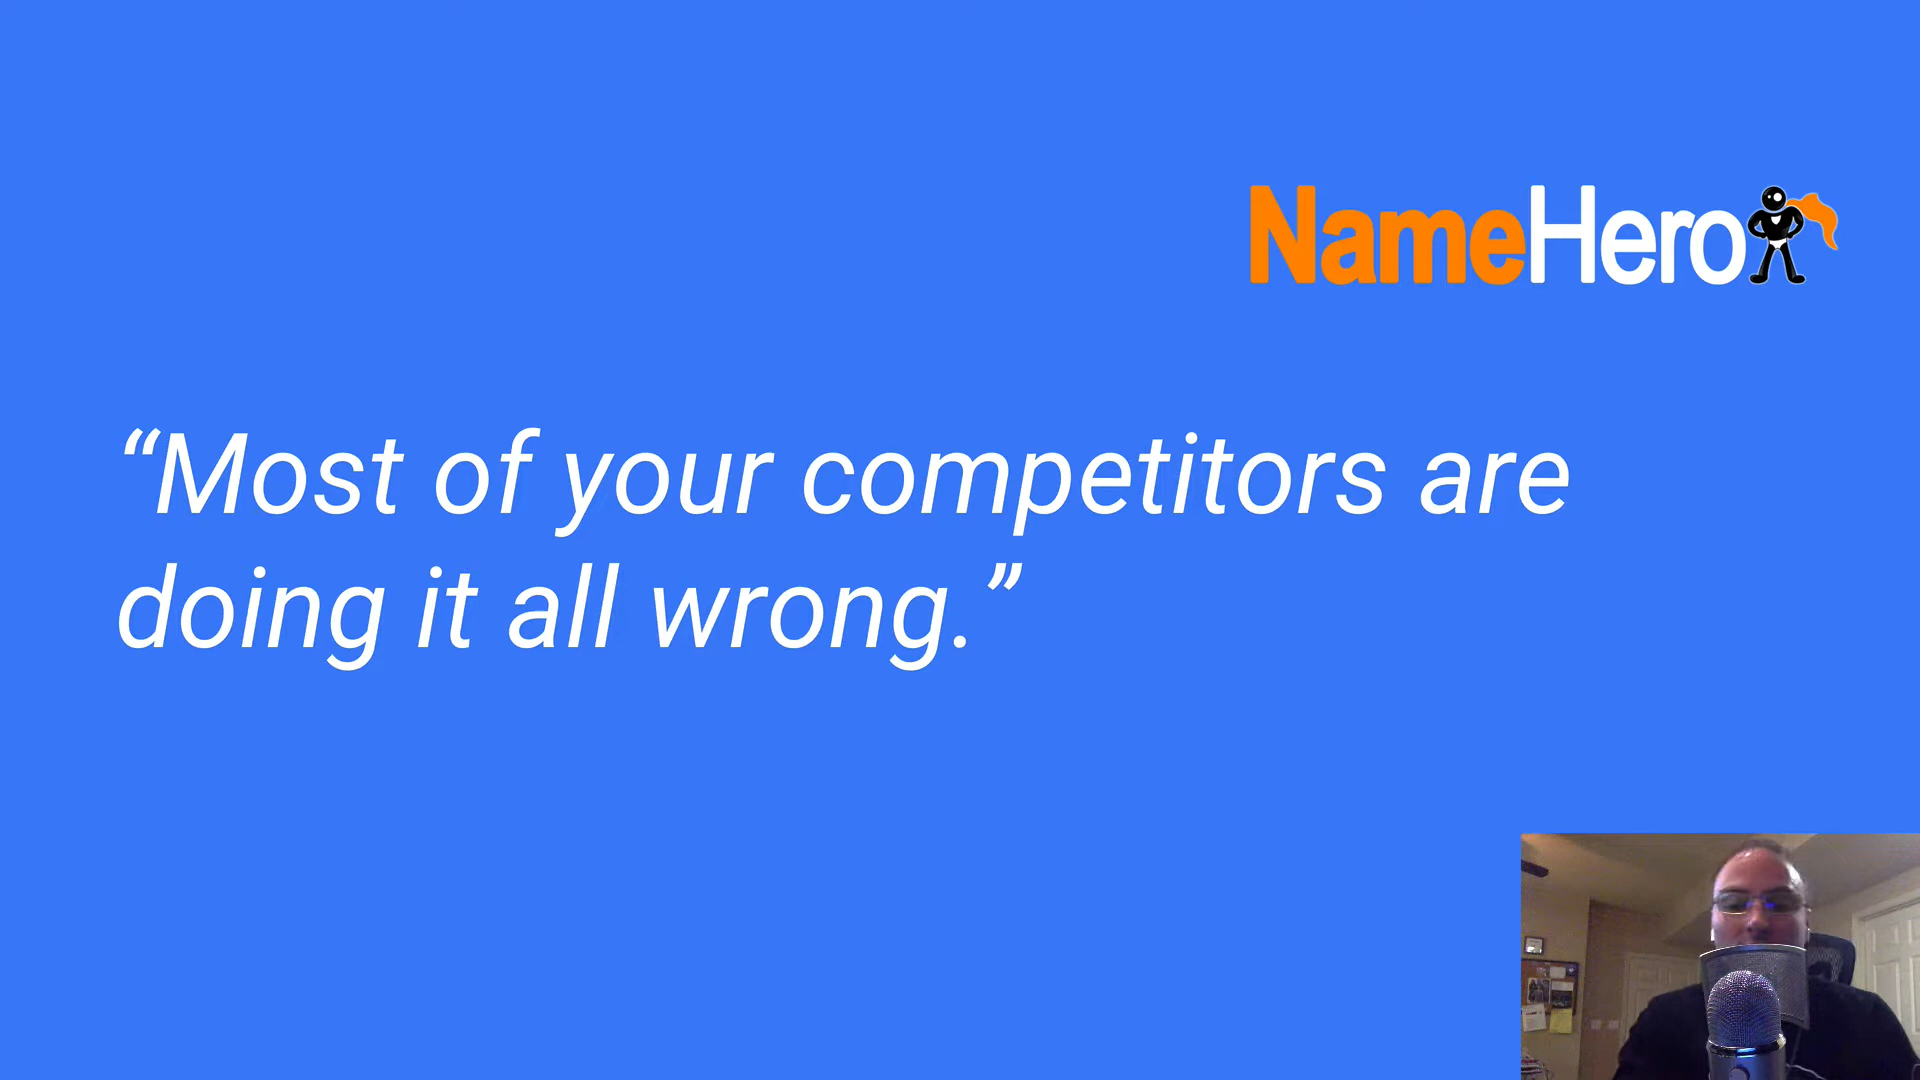 NameHero
“Most of your competitors are
doing it all wrong.”